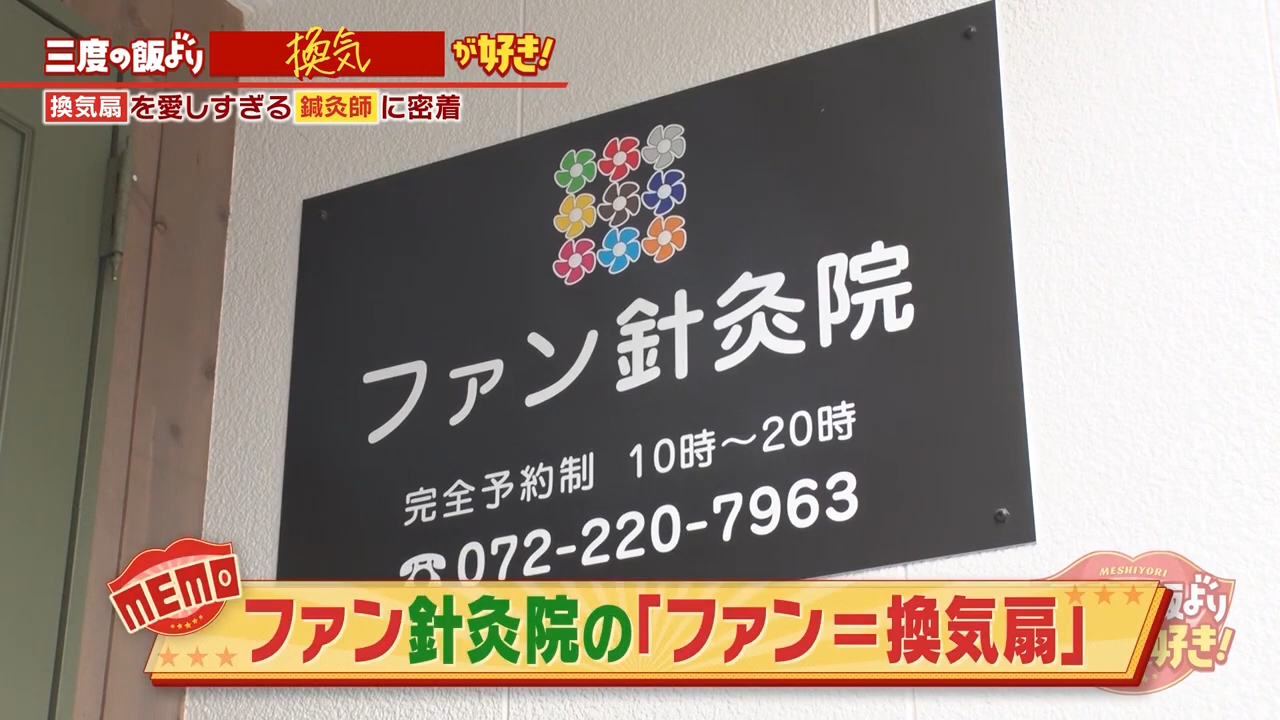 三度の飯より 換気 が好き!
換気扇を愛しすぎる鍼灸師に密着
ファン針灸院
完全予約制 10時～20時
☎072-220-7963
MEMO
ファン針灸院の「ファン=換気扇」
MESHIYORI
飯より
好き!